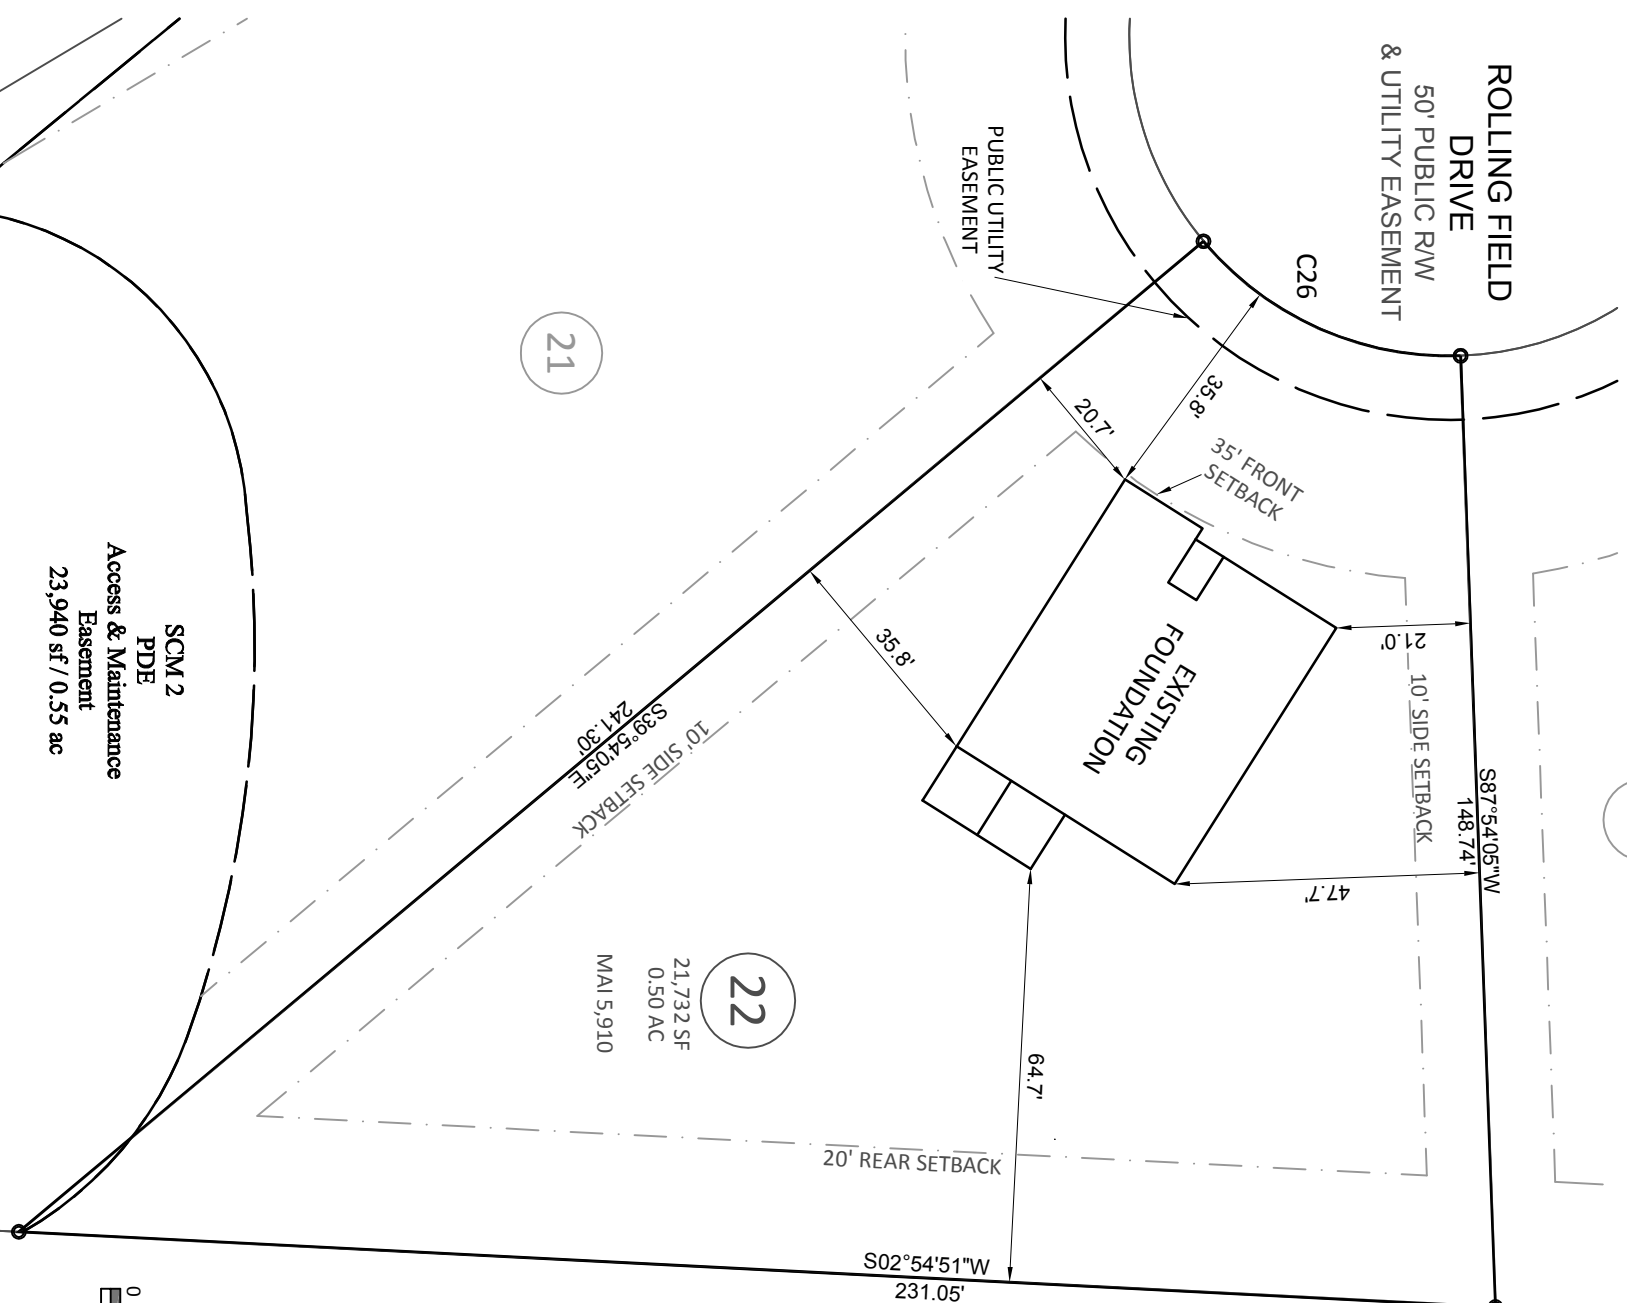 ROLLING FIELD
DRIVE
50' PUBLIC R/W
& UTILITY EASEMENT
C26
PUBLIC UTILITY
EASEMENT
35.8'
20.7'
35' FRONT
SETBACK
21
21.0'
10' SIDE SETBACK
S87°54'05"W
148.74'
EXISTING
FOUNDATION
35.8'
47.7'
S39°54'05"E
241.30'
10' SIDE SETBACK
SCM 2
PDE
Access & Maintenance
Easement
23,940 sf / 0.55 ac
22
21,732 SF
0.50 AC
MAI 5,910
64.7'
20' REAR SETBACK
S02°54'51"W
231.05'
0